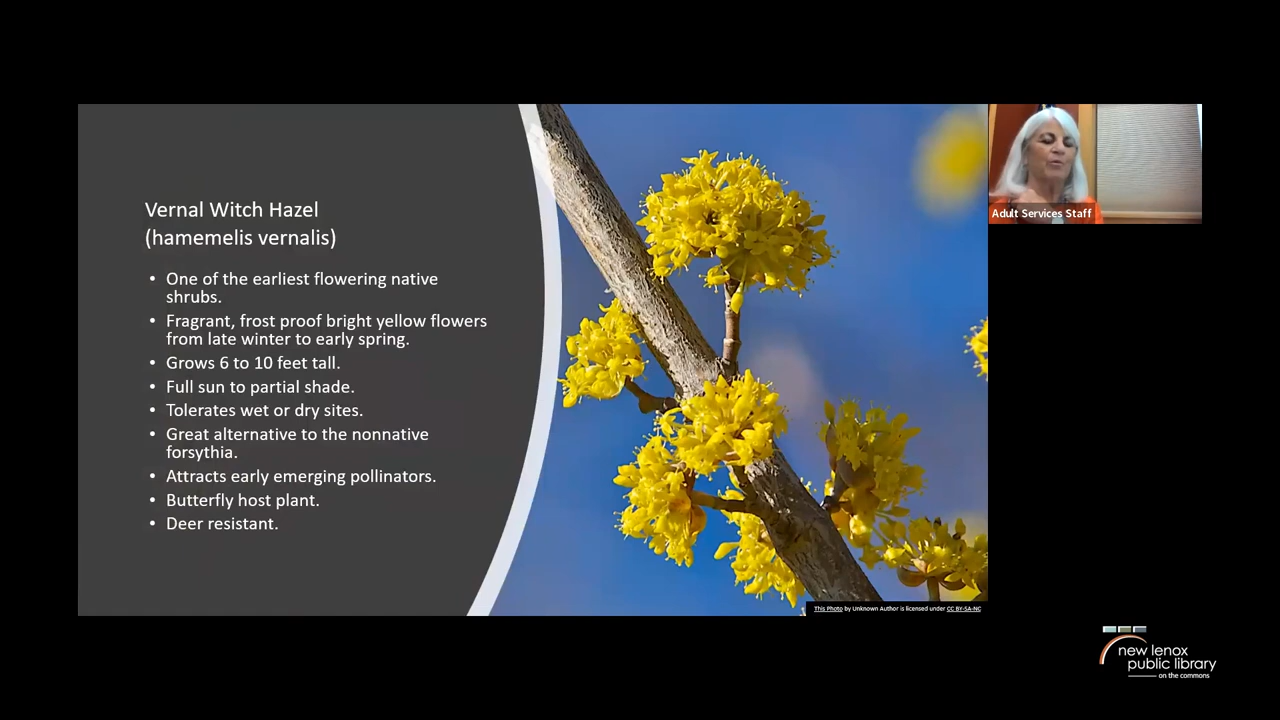 Vernal Witch Hazel
(hamemelis vernalis)
• One of the earliest flowering native
shrubs.
• Fragrant, frost proof bright yellow flowers
from late winter to early spring.
• Grows 6 to 10 feet tall.
• Full sun to partial shade.
• Tolerates wet or dry sites.
• Great alternative to the nonnative
forsythia.
• Attracts early emerging pollinators.
• Butterfly host plant.
• Deer resistant.
This Photo by Unknown Author is licensed under CC BY-SA-NC
Adult Services Staff
new lenox
public library
on the commons